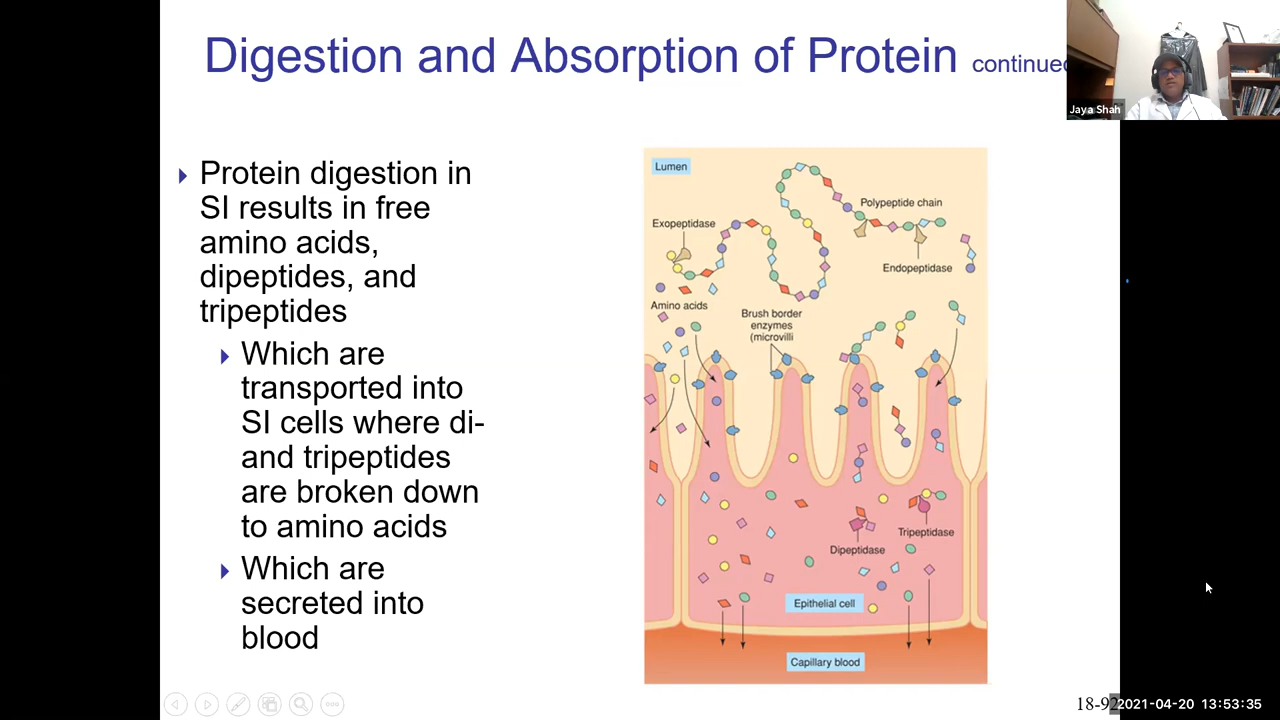 Digestion and Absorption of Protein continued
Jaya Shah
Protein digestion in
SI results in free
amino acids,
dipeptides, and
tripeptides
Which are
transported into
SI cells where di-
and tripeptides
are broken down
to amino acids
Which are
secreted into
blood
Lumen
Polypeptide chain
Exopeptidase
Endopeptidase
Amino acids
Brush border
enzymes
(microvilli
Tripeptidase
Dipeptidase
Epithelial cell
Capillary blood
18-92
2021-04-20 13:53:35